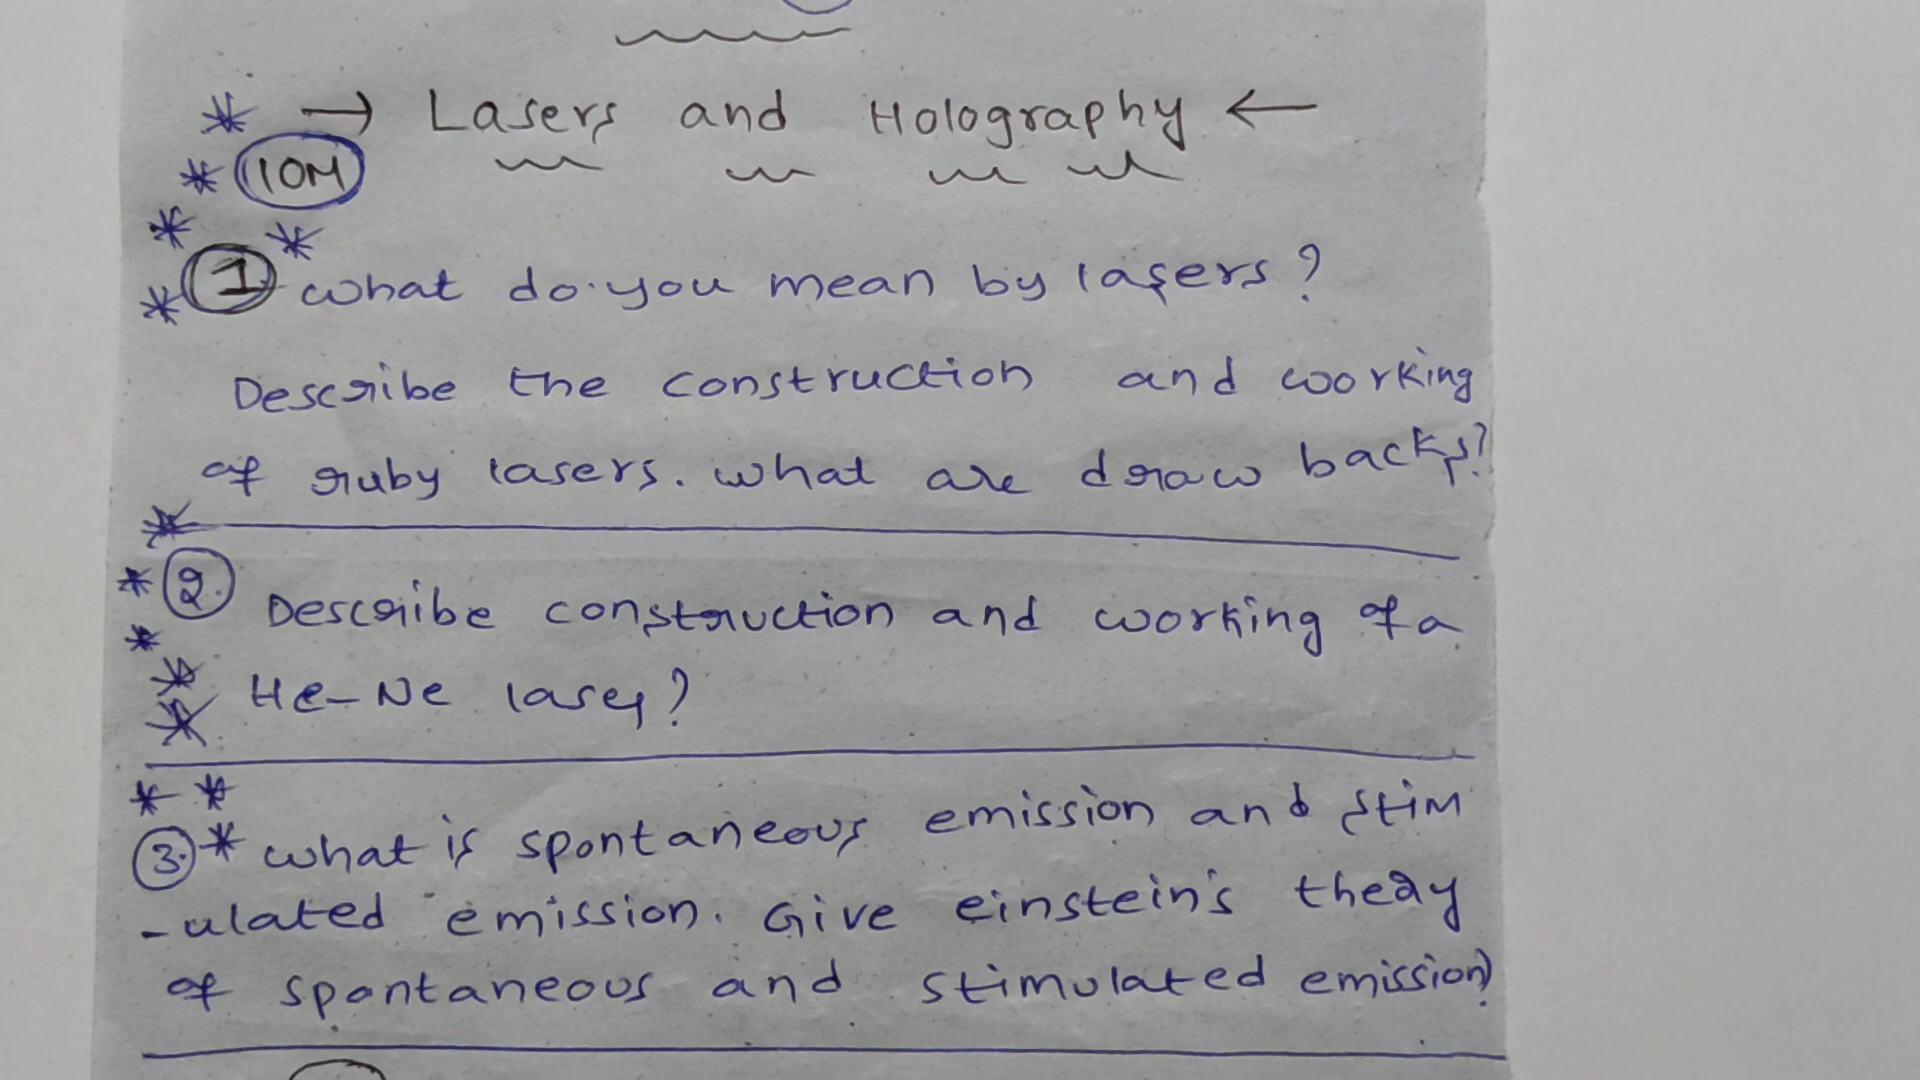 * → Lasers and Holography ←
* 10M
* *
* 1 What do you mean by lasers?
Describe the construction and working
of ruby lasers. What are draw backs?
*
* 2. Describe construction and working of a
*
* He-Ne laser?
*
* *
3. * What is spontaneous emission and stim
-ulated emission. Give einstein's theory
of spontaneous and stimulated emission?